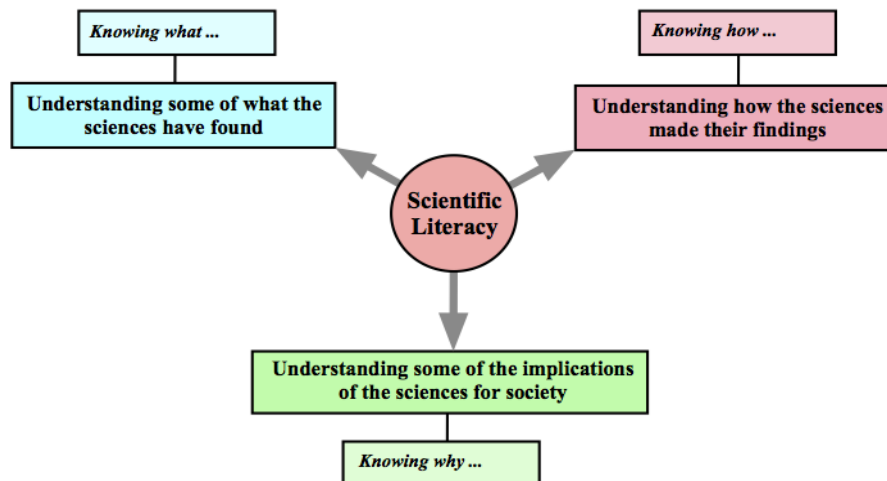 Knowing what ...
Understanding some of what the
sciences have found
Knowing how ...
Understanding how the sciences
made their findings
Scientific
Literacy
Understanding some of the implications
of the sciences for society
Knowing why ...